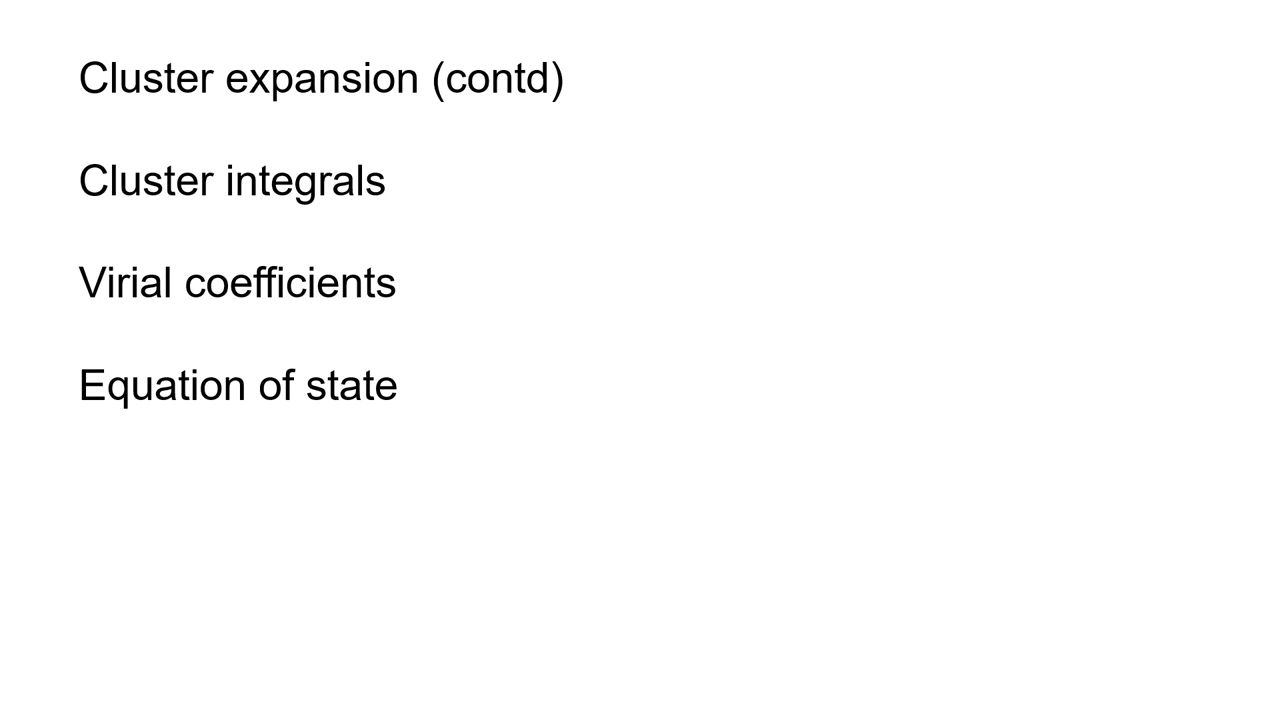 Cluster expansion (contd)
Cluster integrals
Virial coefficients
Equation of state